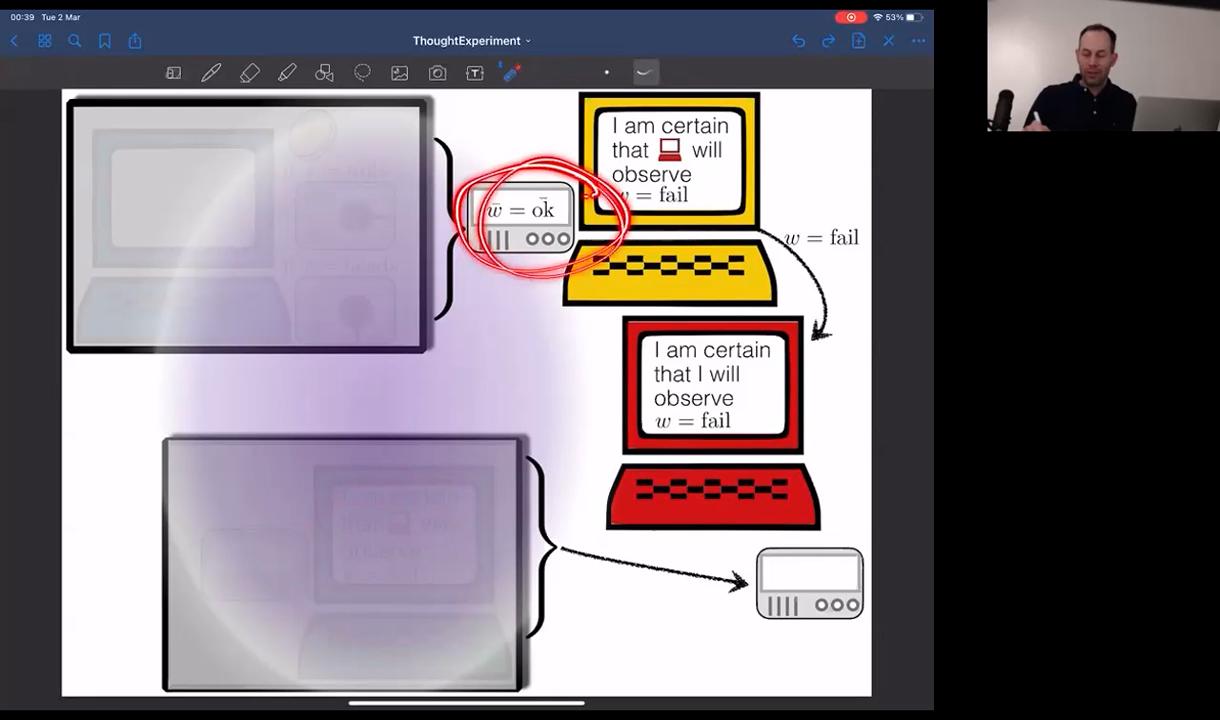 00:39 Tue 2 Mar
53%
ThoughtExperiment
T
I am certain
that will
observe
w = fail
w̄ = ok̄
w = fail
I am certain
that I will
observe
w = fail